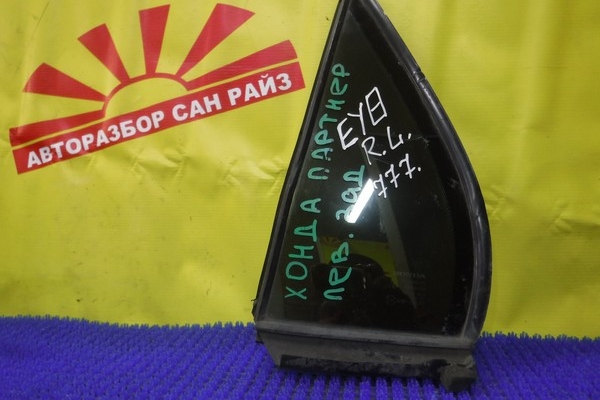 АВТОРАЗБОР САН РАЙЗ
ХОНДА ПАРТНЕР
ЛЕВ. ЗАД
EY8
R.L.
777.